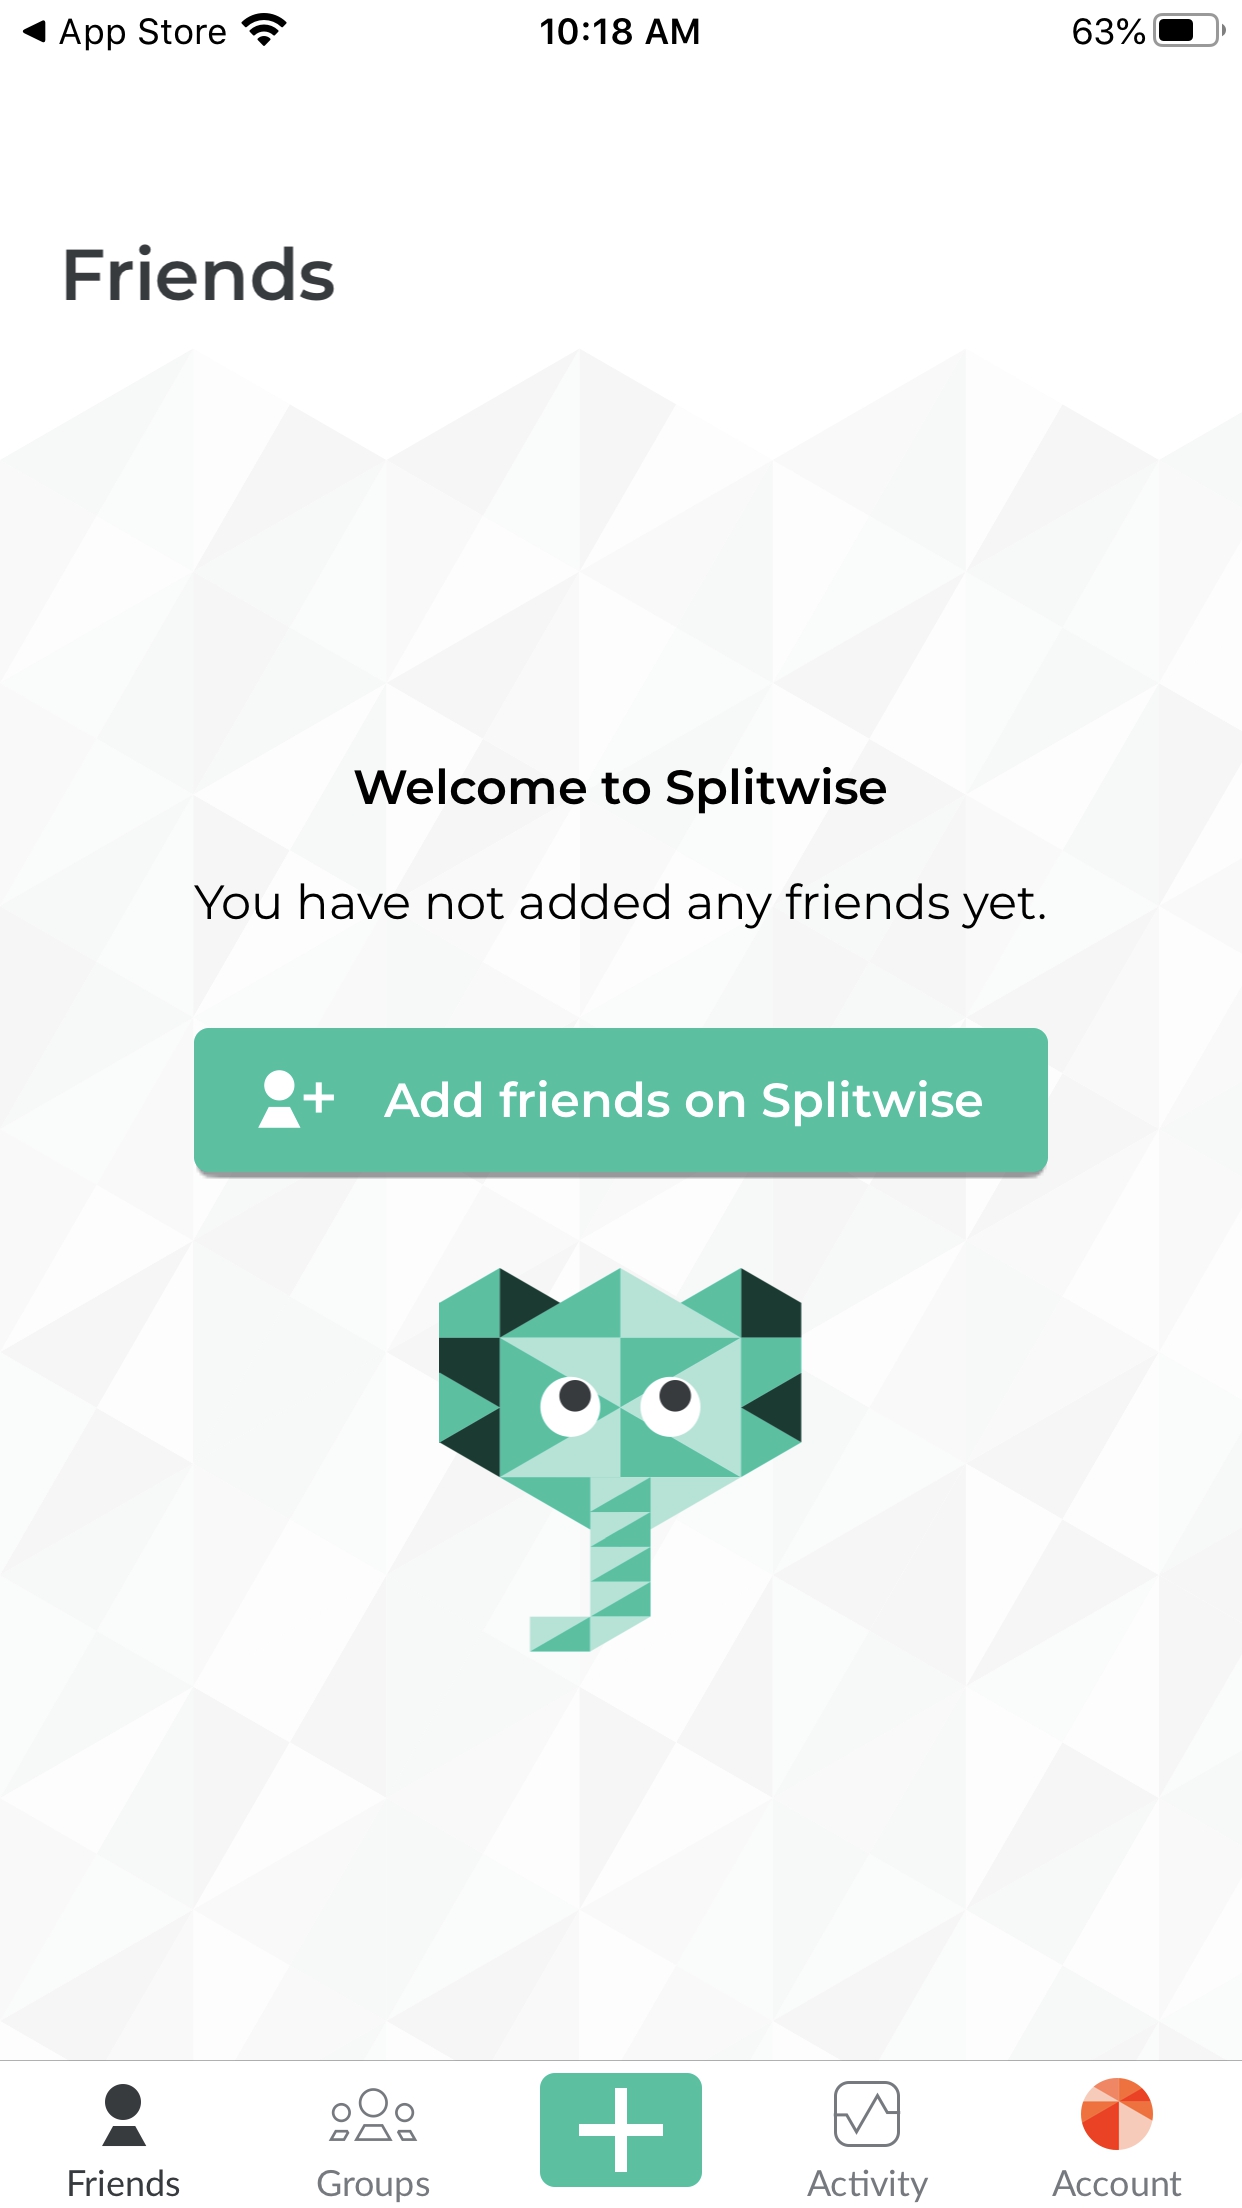 App Store
10:18 AM
63%
Friends
Welcome to Splitwise
You have not added any friends yet.
Add friends on Splitwise
Friends
Groups
Activity
Account